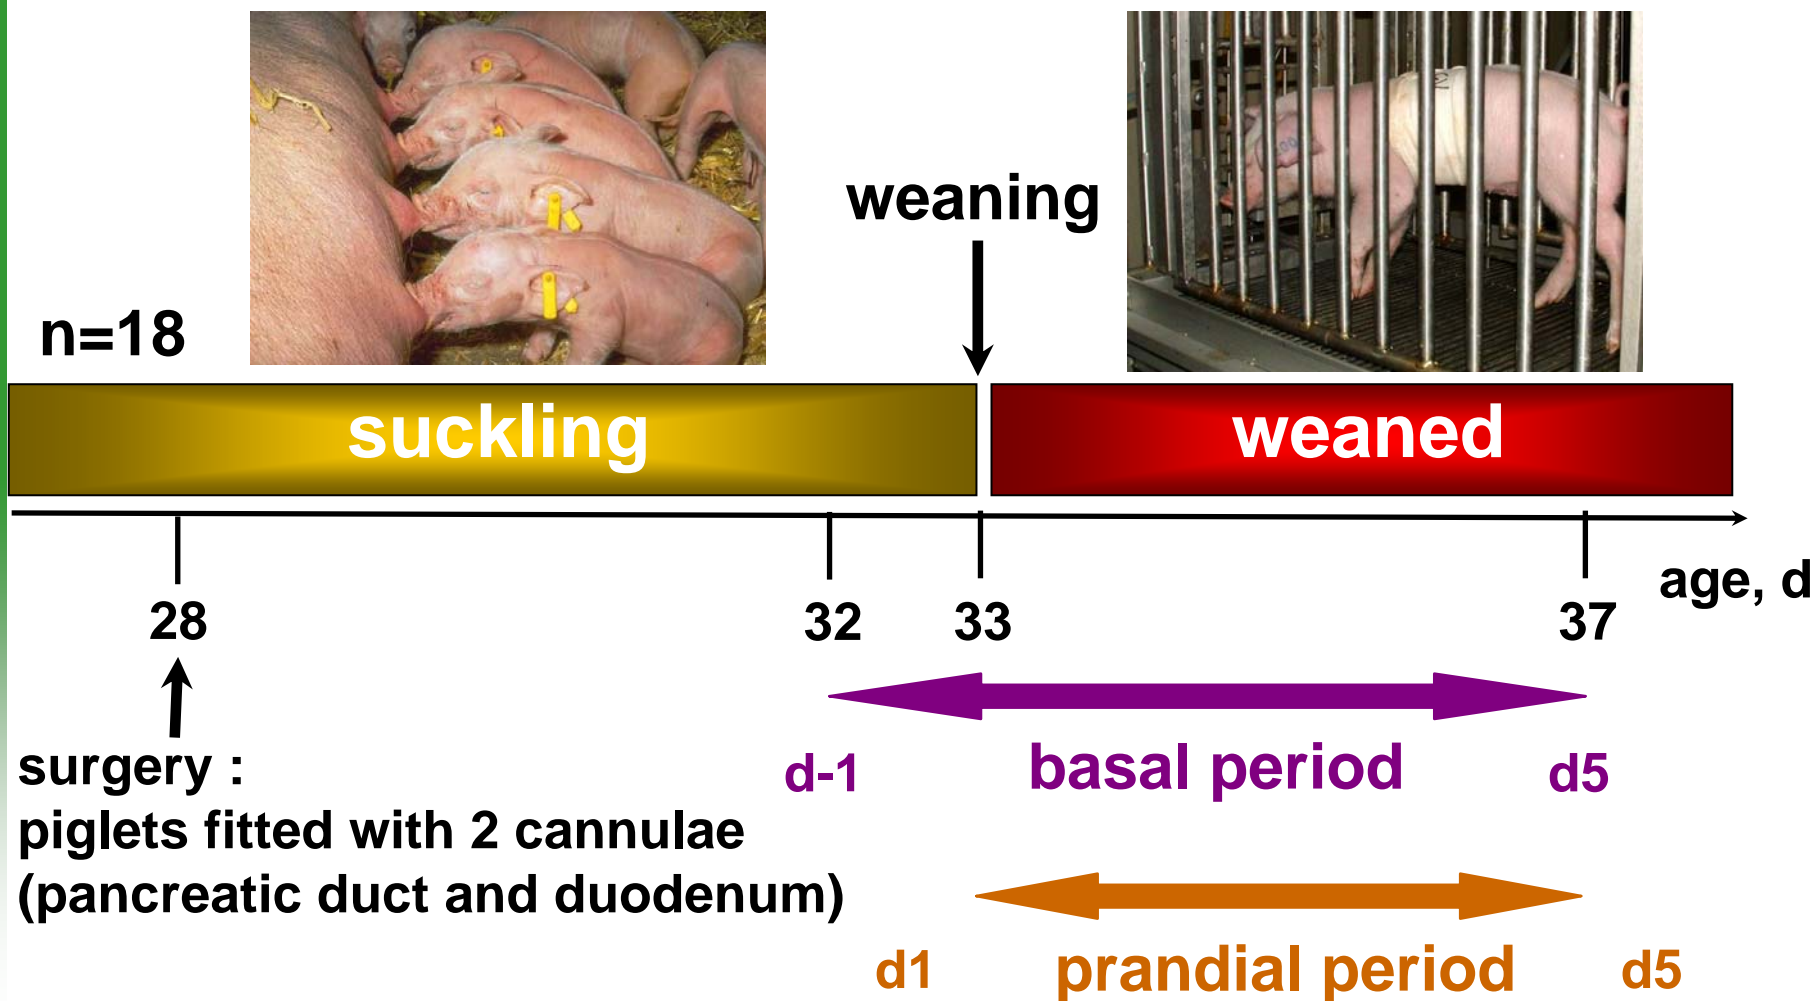 weaning
n=18
suckling
weaned
age, d
28
32
33
37
surgery :
piglets fitted with 2 cannulae
(pancreatic duct and duodenum)
d-1
basal period
d5
d1
prandial period
d5